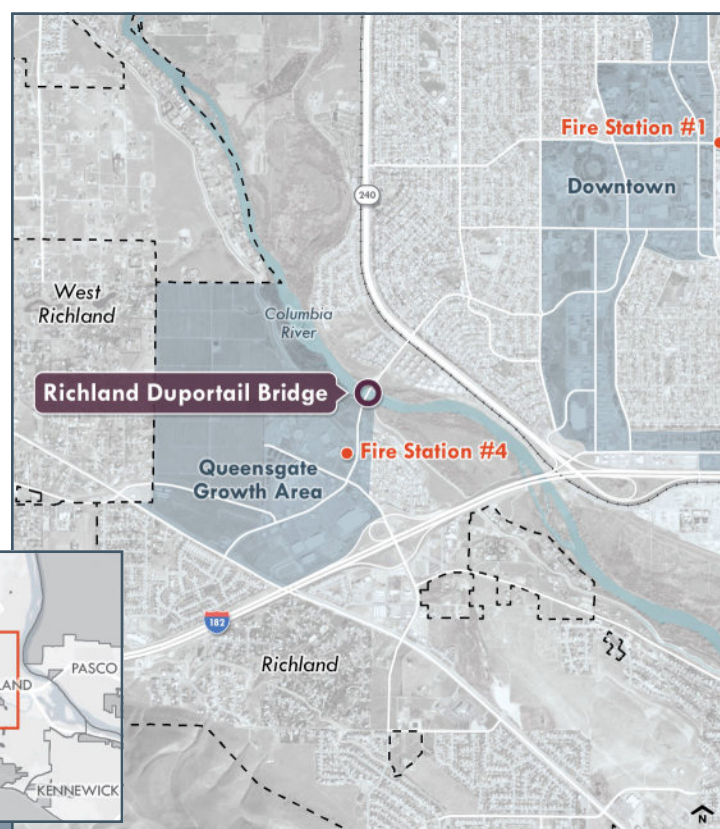 Fire Station #1
Downtown
240
West
Richland
Columbia
River
Richland Duportail Bridge
Fire Station #4
Queensgate
Growth Area
182
Richland
PASCO
LAND
KENNEWICK
N